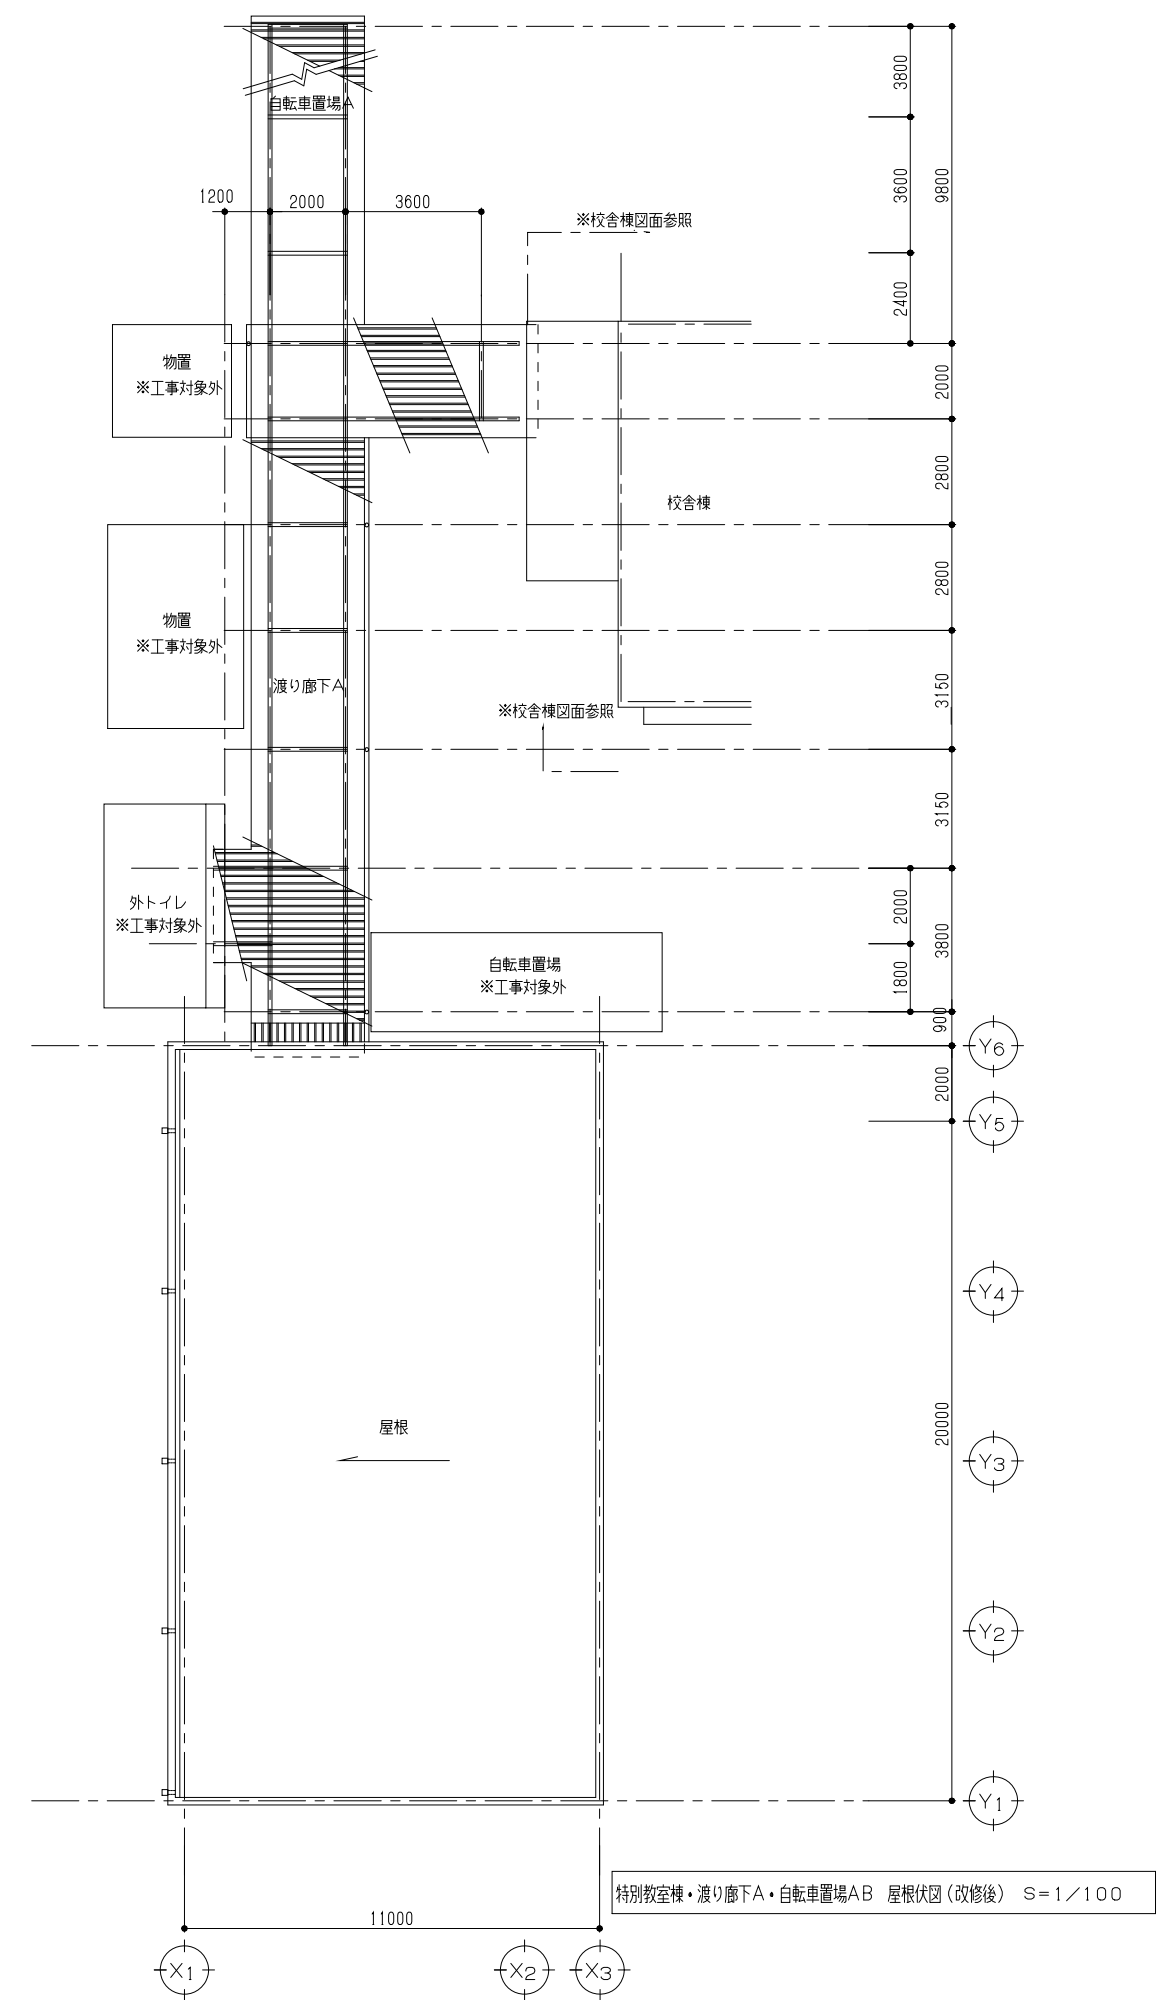 3800
自転車置場A
3600
9800
1200
2000
3600
※校舎棟図面参照
2400
物置
※工事対象外
2000
2800
校舎棟
2800
物置
※工事対象外
渡り廊下A
3150
※校舎棟図面参照
3150
外トイレ
※工事対象外
2000
3800
自転車置場
※工事対象外
1800
900
Y6
2000
Y5
Y4
屋根
20000
Y3
Y2
Y1
特別教室棟・渡り廊下A・自転車置場AB 屋根伏図（改修後） S=1/100
11000
X1
X2
X3